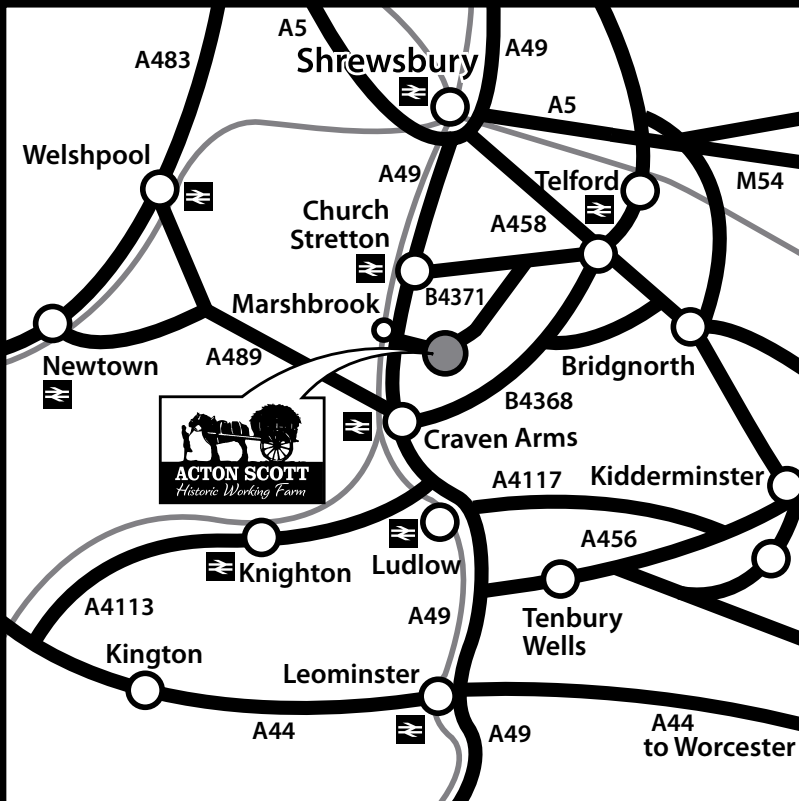 A5
A483
A49
Shrewsbury
A5
Welshpool
A49
Telford
M54
Church
Stretton
A458
B4371
Marshbrook
Newtown
A489
Bridgnorth
B4368
ACTON SCOTT
Historic Working Farm
Craven Arms
A4117
Kidderminster
A456
Knighton
Ludlow
A4113
A49
Tenbury
Wells
Kington
Leominster
A44
A49
A44
to Worcester